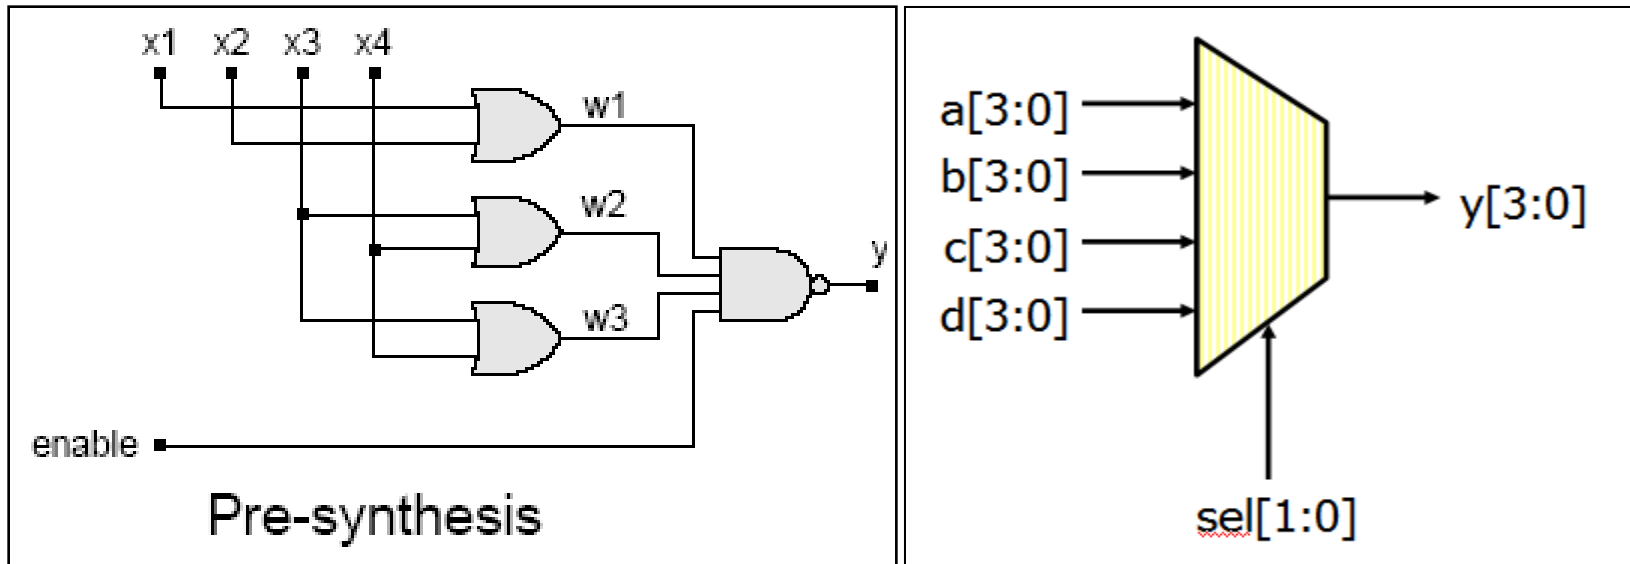 x1 x2 x3 x4
w1
w2
y
w3
enable
Pre-synthesis
a[3:0]
b[3:0]
c[3:0]
d[3:0]
y[3:0]
sel[1:0]